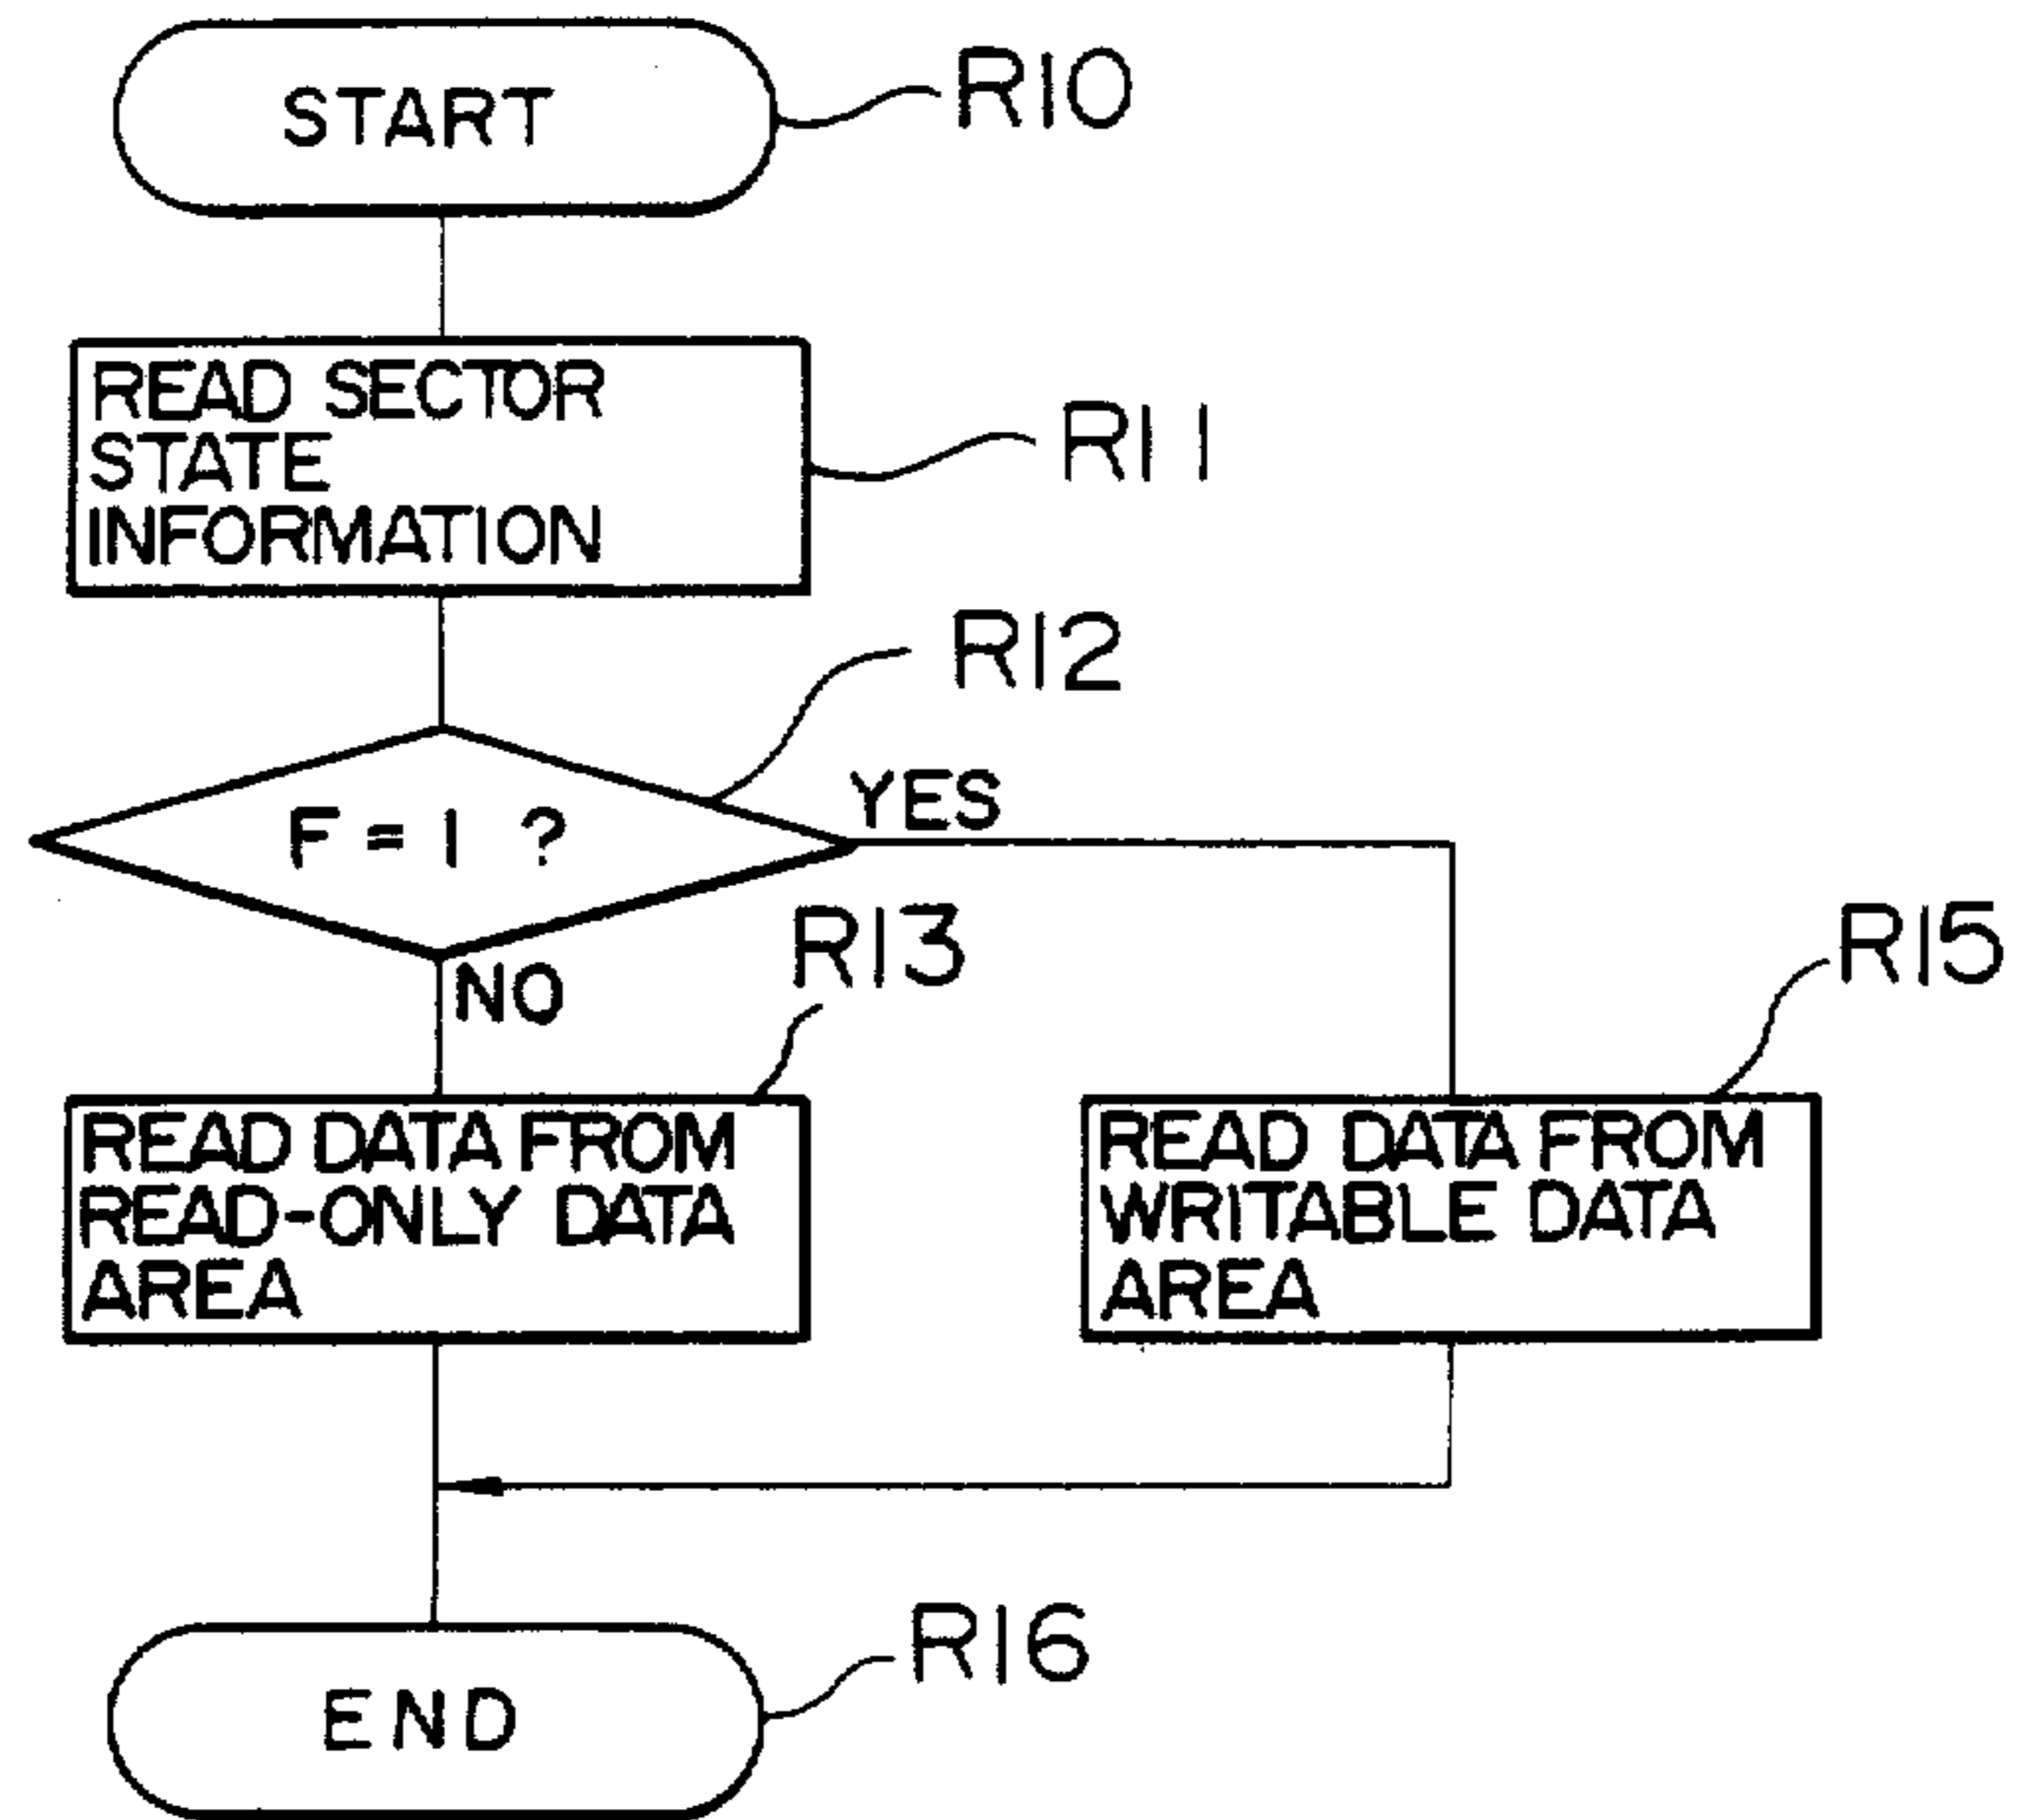 START
R10
READ SECTOR
STATE
INFORMATION
R11
R12
F = 1 ?
YES
NO
R13
READ DATA FROM
READ-ONLY DATA
AREA
R15
READ DATA FROM
WRITABLE DATA
AREA
END
R16